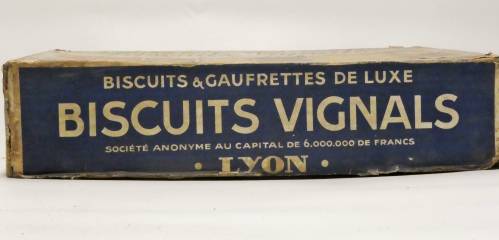 BISCUITS & GAUFRETTES DE LUXE
BISCUITS VIGNALS
SOCIÉTÉ ANONYME AU CAPITAL DE 6.000.000 DE FRANCS
• LYON •